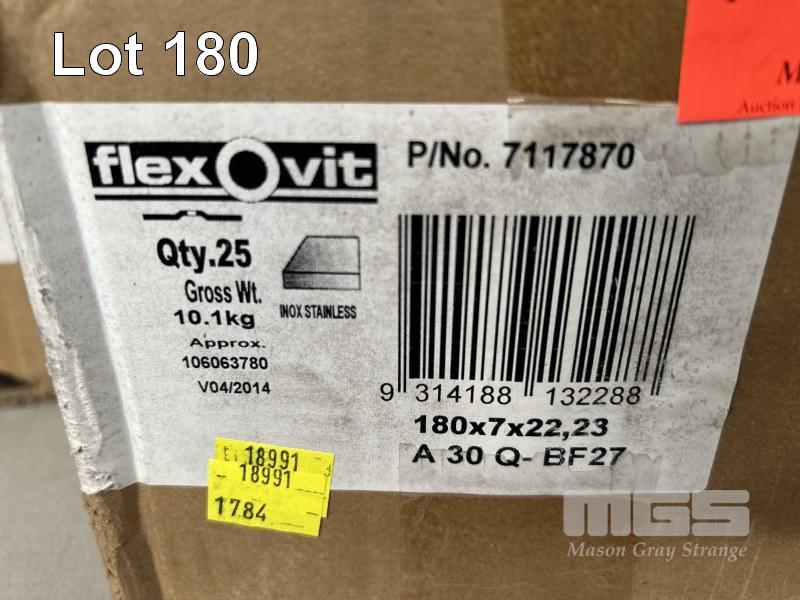 Lot 180
M
Auction
flexOvit
P/No. 7117870
Qty.25
Gross Wt.
10.1kg
Approx.
106063780
V04/2014
INOX STAINLESS
9 314188 132288
180x7x22,23
A 30 Q- BF27
18991
18991
1784
MGS
Mason Gray Strange